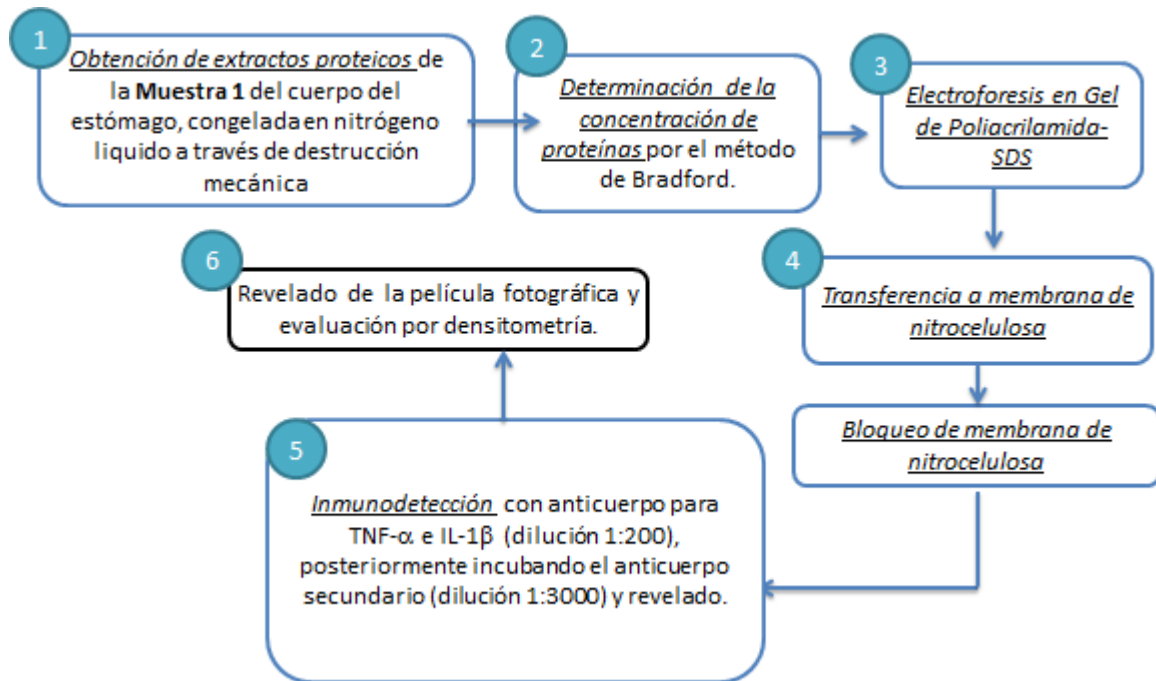 1
Obtención de extractos proteicos de
la Muestra 1 del cuerpo del
estómago, congelada en nitrógeno
liquido a través de destrucción
mecánica
2
Determinación de la
concentración de
proteínas por el método
de Bradford.
3
Electroforesis en Gel
de Poliacrilamida-
SDS
4
Transferencia a membrana de
nitrocelulosa
Bloqueo de membrana de
nitrocelulosa
5
Inmunodetección con anticuerpo para
TNF-α e IL-1β (dilución 1:200),
posteriormente incubando el anticuerpo
secundario (dilución 1:3000) y revelado.
6
Revelado de la película fotográfica y
evaluación por densitometría.